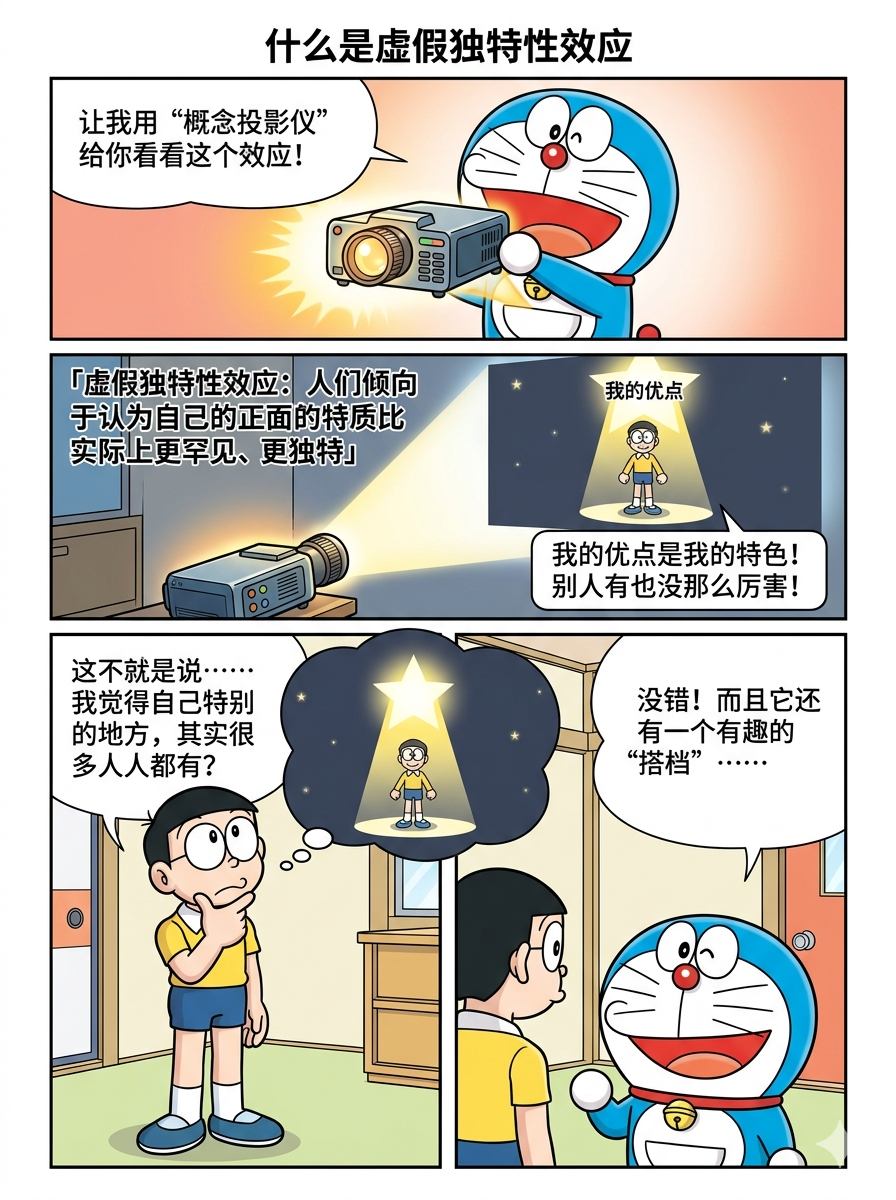 什么是虚假独特性效应
让我用“概念投影仪”
给你看看这个效应！
「虚假独特性效应：人们倾向
于认为自己的正面的特质比
实际上更罕见、更独特」
我的优点
我的优点是我的特色！
别人有也没那么厉害！
这不就是说……
我觉得自己特别
的地方，其实很
多人人都有？
没错！而且它还
有一个有趣的
“搭档”……